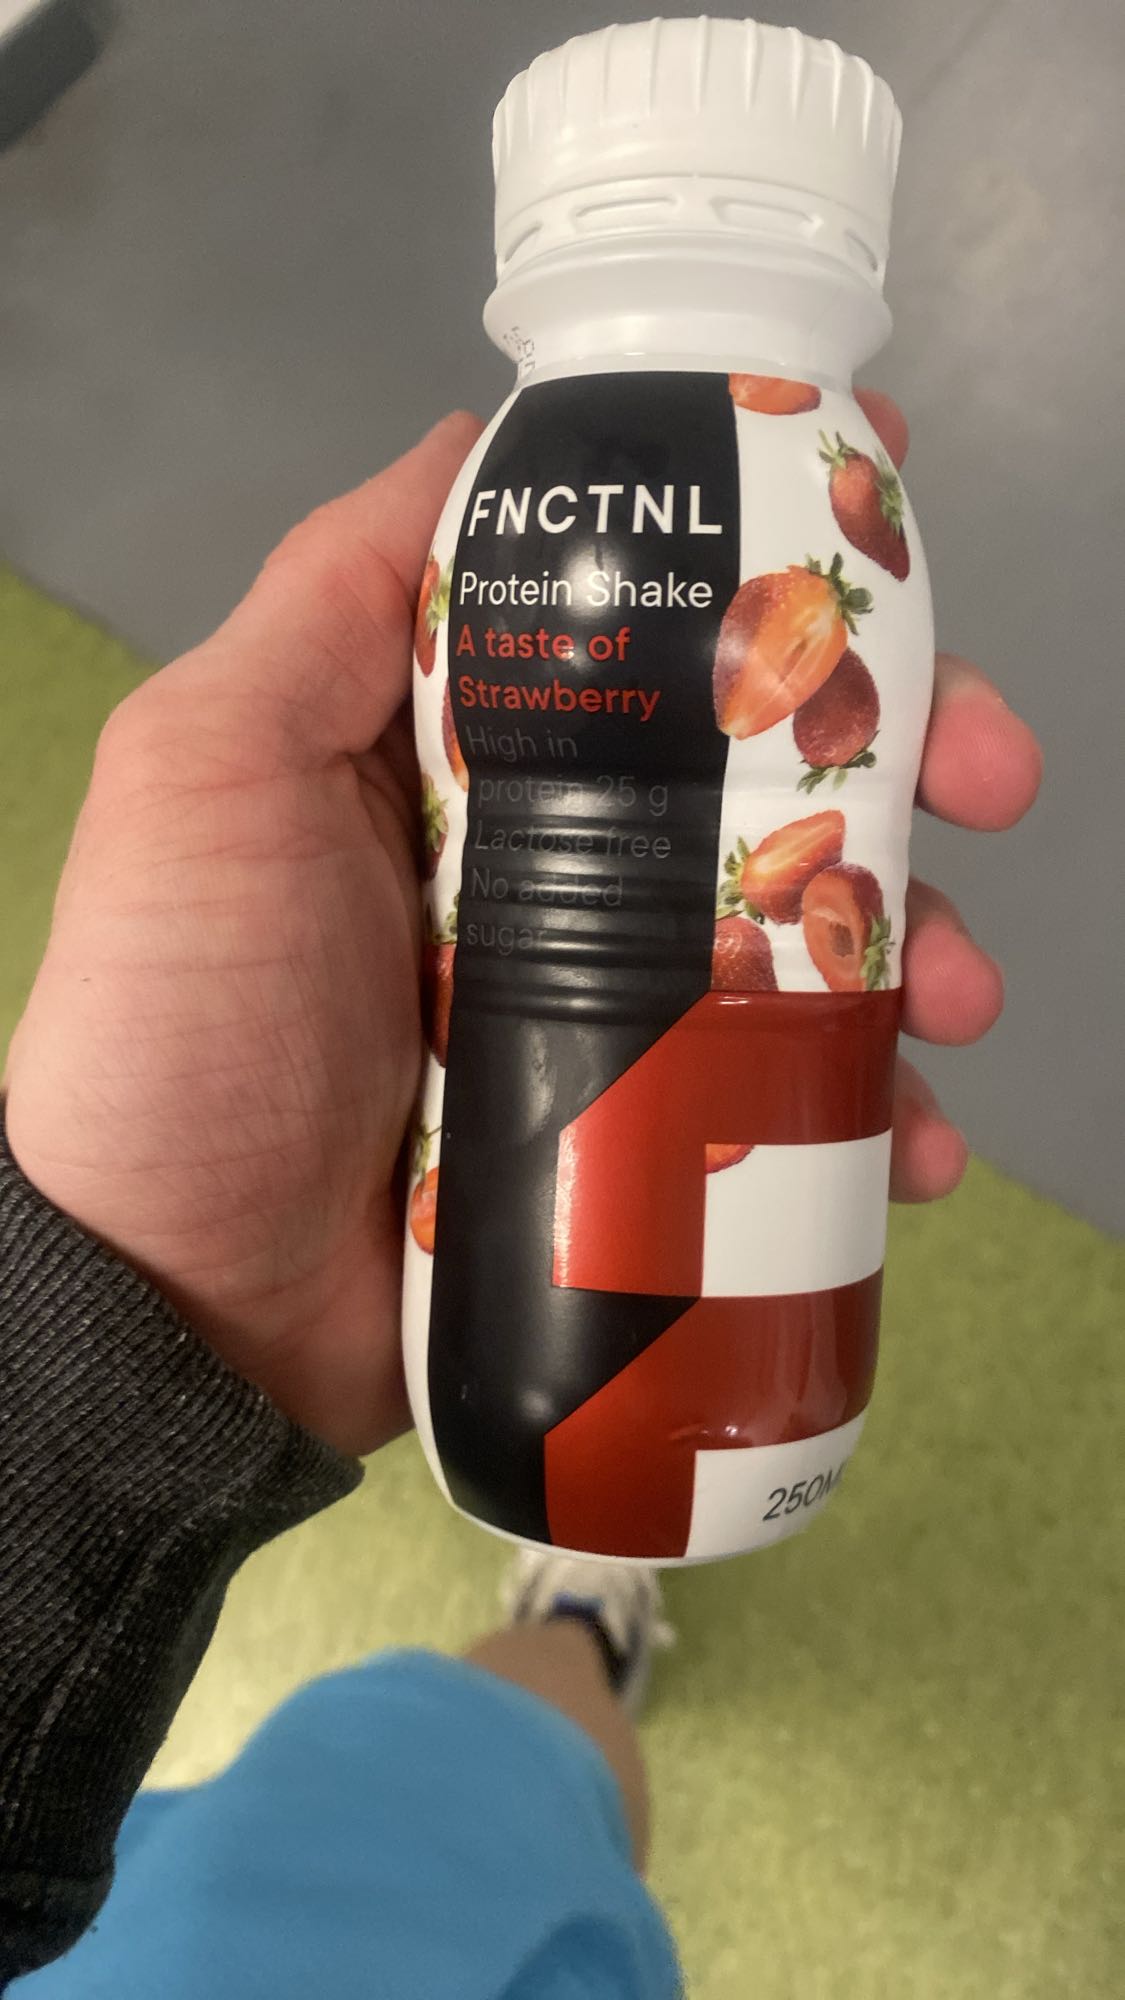 FNCTNL
Protein Shake
A taste of
Strawberry
High in
protein 25 g
Lactose free
No added
sugar